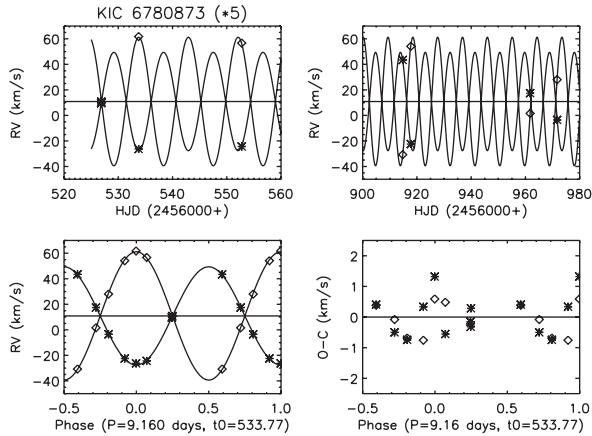 KIC 6780873 (*5)
RV (km/s)
60
40
20
0
−20
−40
520 530 540 550 560
HJD (2456000+)
RV (km/s)
60
40
20
0
−20
−40
900 920 940 960 980
HJD (2456000+)
RV (km/s)
60
40
20
0
−20
−40
−0.5 0.0 0.5 1.0
Phase (P=9.160 days, t0=533.77)
O−C (km/s)
2
1
0
−1
−2
−0.5 0.0 0.5 1.0
Phase (P=9.16 days, t0=533.77)